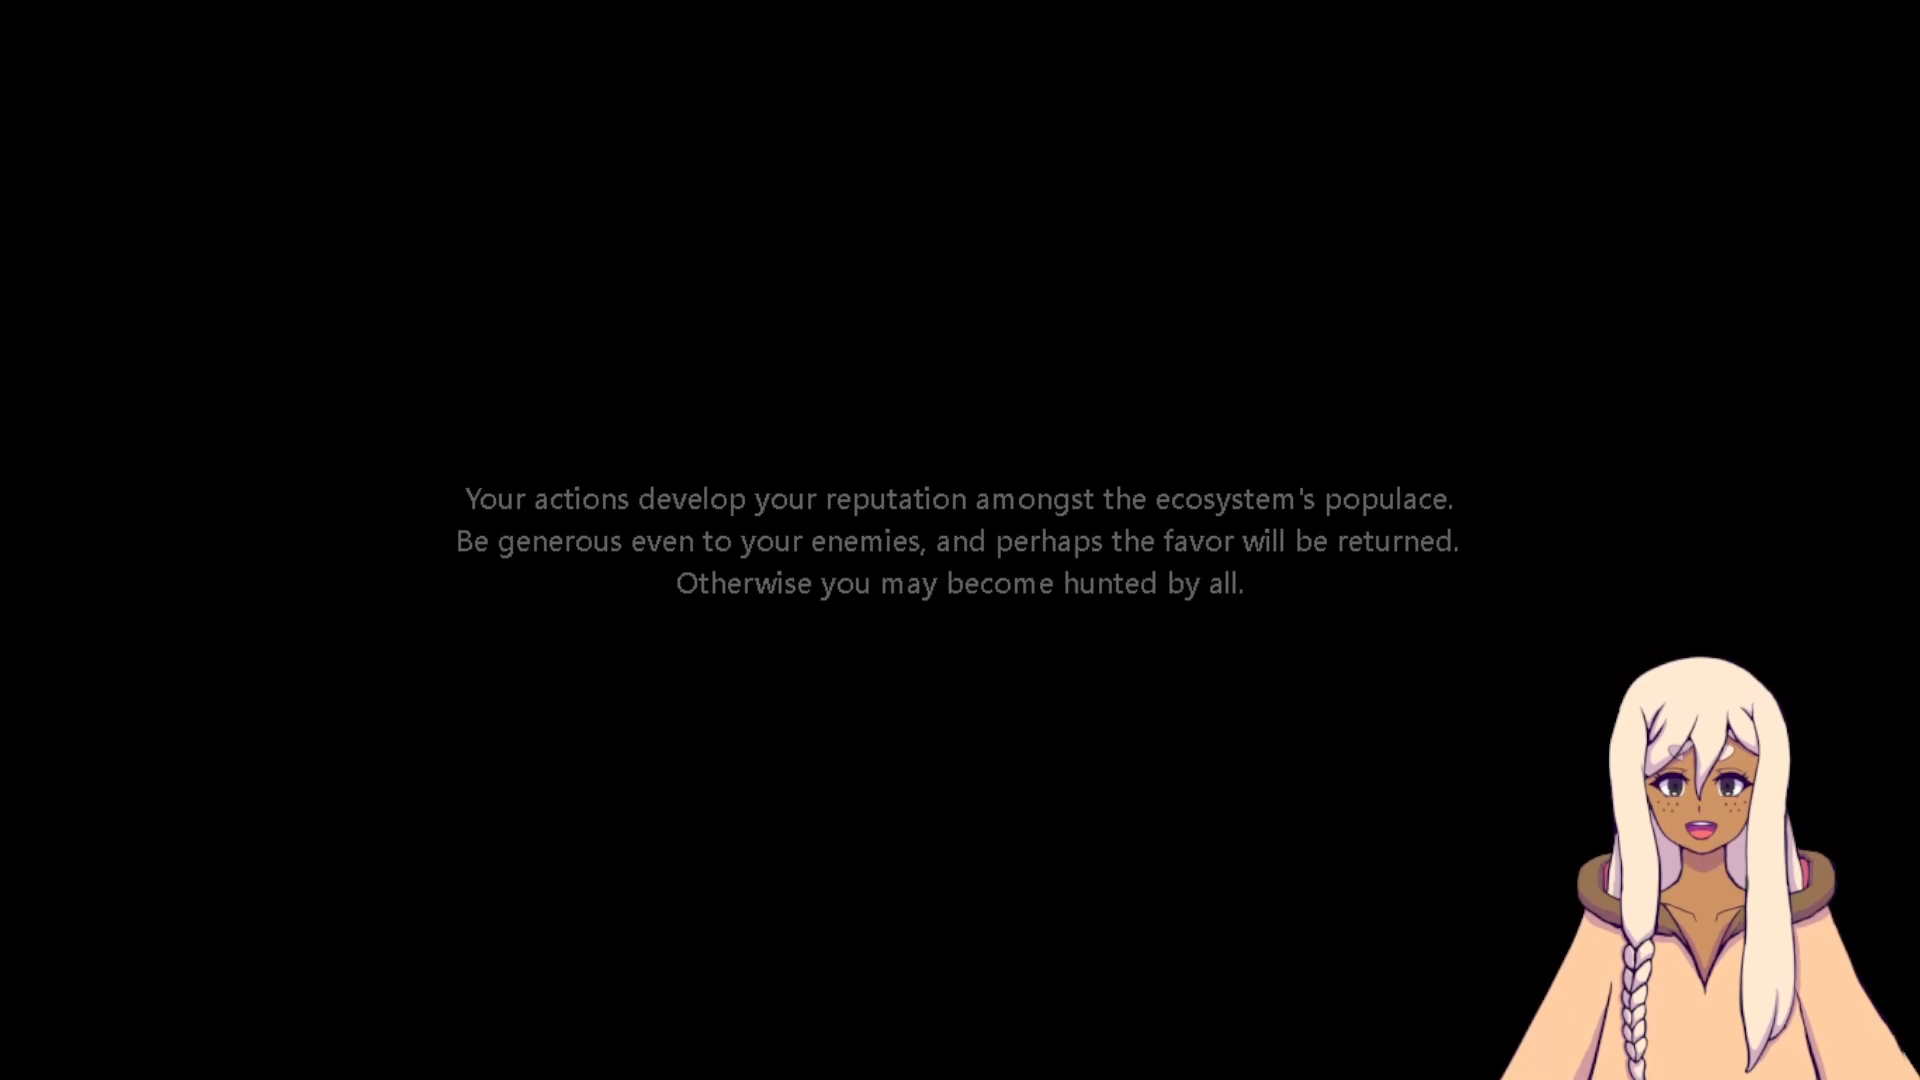 Your actions develop your reputation amongst the ecosystem's populace.
Be generous even to your enemies, and perhaps the favor will be returned.
Otherwise you may become hunted by all.